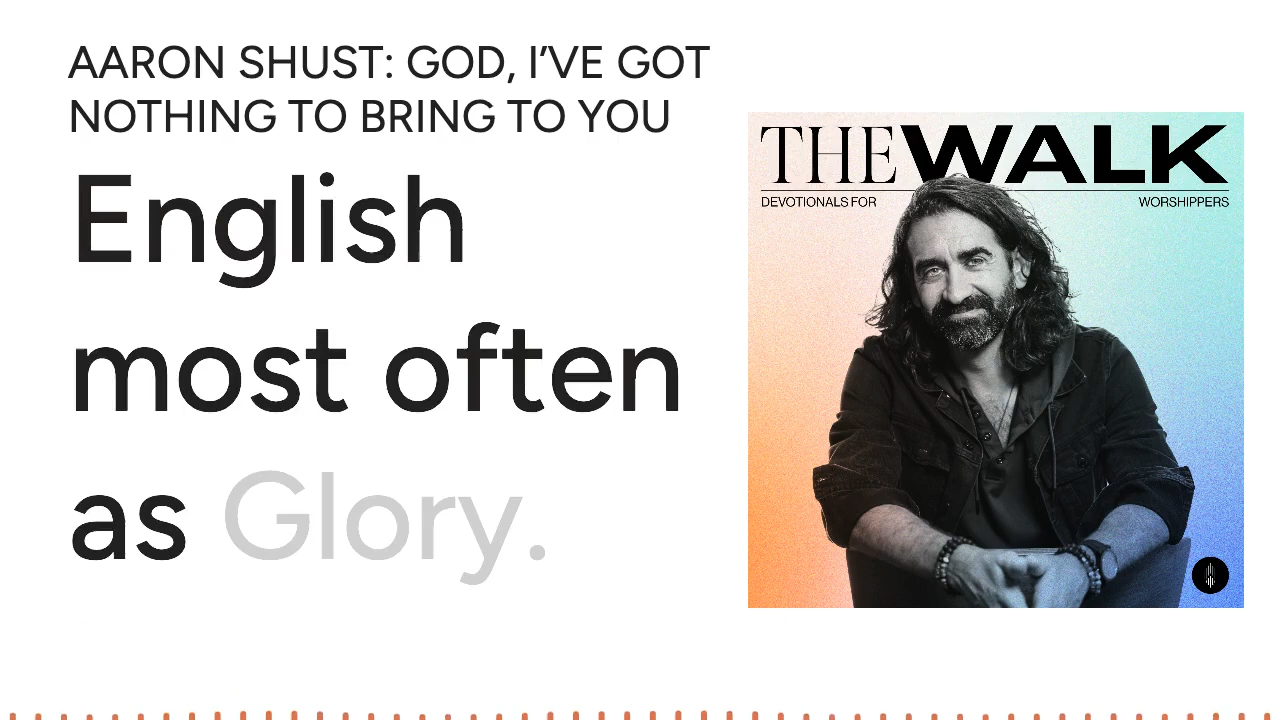 AARON SHUST: GOD, I’VE GOT
NOTHING TO BRING TO YOU
English
most often
as Glory.
THE WALK
DEVOTIONALS FOR WORSHIPPERS